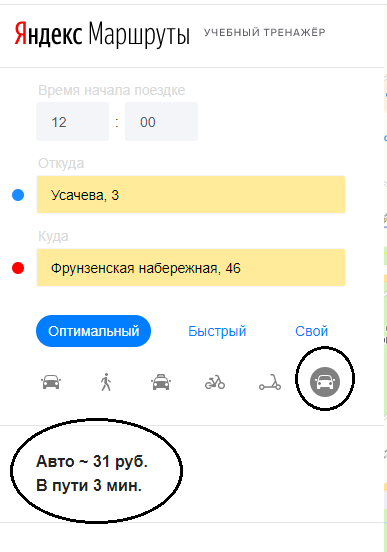 Яндекс Маршруты УЧЕБНЫЙ ТРЕНАЖЁР
Время начала поездке
12 : 00
Откуда
Усачева, 3
Куда
Фрунзенская набережная, 46
Оптимальный Быстрый Свой
Авто ~ 31 руб.
В пути 3 мин.